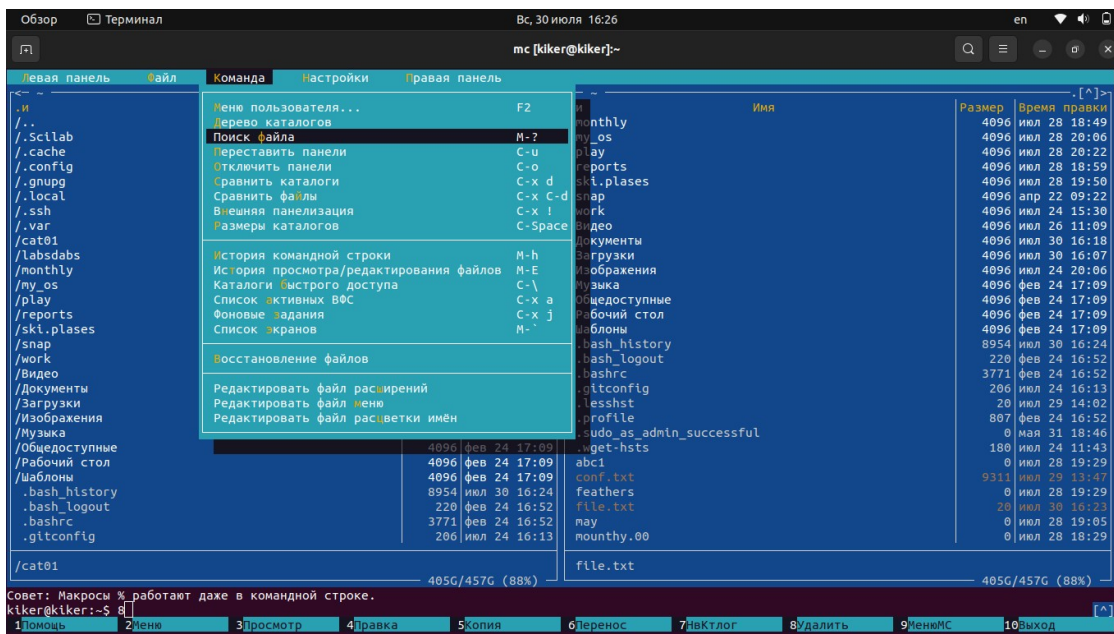 Обзор Терминал Вс, 30 июля 16:26 en
mc [kiker@kiker]:~
Левая панель Файл Команда Настройки Правая панель
<— ~
.и
/..
/.Scilab
/.cache
/.config
/.gnupg
/.local
/.ssh
/.var
/cat01
/labsdabs
/monthly
/my_os
/play
/reports
/ski.plases
/snap
/work
/Видео
/Документы
/Загрузки
/Изображения
/Музыка
/Общедоступные 4096 фев 24 17:09
/Рабочий стол 4096 фев 24 17:09
/Шаблоны 4096 фев 24 17:09
.bash_history 8954 июл 30 16:24
.bash_logout 220 фев 24 16:52
.bashrc 3771 фев 24 16:52
.gitconfig 206 июл 24 16:13
/cat01
405G/457G (88%)
Меню пользователя... F2
Дерево каталогов
Поиск файла M-?
Переставить панели C-u
Отключить панели C-o
Сравнить каталоги C-x d
Сравнить файлы C-x C-d
Внешняя панелизация C-x !
Размеры каталогов C-Space
История командной строки M-h
История просмотра/редактирования файлов M-E
Каталоги быстрого доступа C-\
Список активных ВФС C-x a
Фоновые задания C-x j
Список экранов M-`
Восстановление файлов
Редактировать файл расширений
Редактировать файл меню
Редактировать файл расцветки имён
~ .[^]>
и Имя Размер Время правки
monthly 4096 июл 28 18:49
my_os 4096 июл 28 20:06
play 4096 июл 28 20:22
reports 4096 июл 28 18:59
ski.plases 4096 июл 28 19:50
snap 4096 апр 22 09:22
work 4096 июл 24 15:30
Видео 4096 июл 26 11:09
Документы 4096 июл 30 16:18
Загрузки 4096 июл 30 16:07
Изображения 4096 июл 24 20:06
Музыка 4096 фев 24 17:09
Общедоступные 4096 фев 24 17:09
Рабочий стол 4096 фев 24 17:09
Шаблоны 4096 фев 24 17:09
.bash_history 8954 июл 30 16:24
.bash_logout 220 фев 24 16:52
.bashrc 3771 фев 24 16:52
.gitconfig 206 июл 24 16:13
.lesshst 20 июл 29 14:02
.profile 807 фев 24 16:52
.sudo_as_admin_successful 0 мая 31 18:46
.wget-hsts 180 июл 24 11:43
abc1 0 июл 28 19:29
conf.txt 9311 июл 29 13:47
feathers 0 июл 28 19:29
file.txt 20 июл 30 16:23
may 0 июл 28 19:05
mounthy.00 0 июл 28 18:29
file.txt
405G/457G (88%)
Совет: Макросы % работают даже в командной строке.
kiker@kiker:~$ 8 [^]
1Помощь 2Меню 3Просмотр 4Правка 5Копия 6Перенос 7НвКтлог 8Удалить 9МенюМС 10Выход